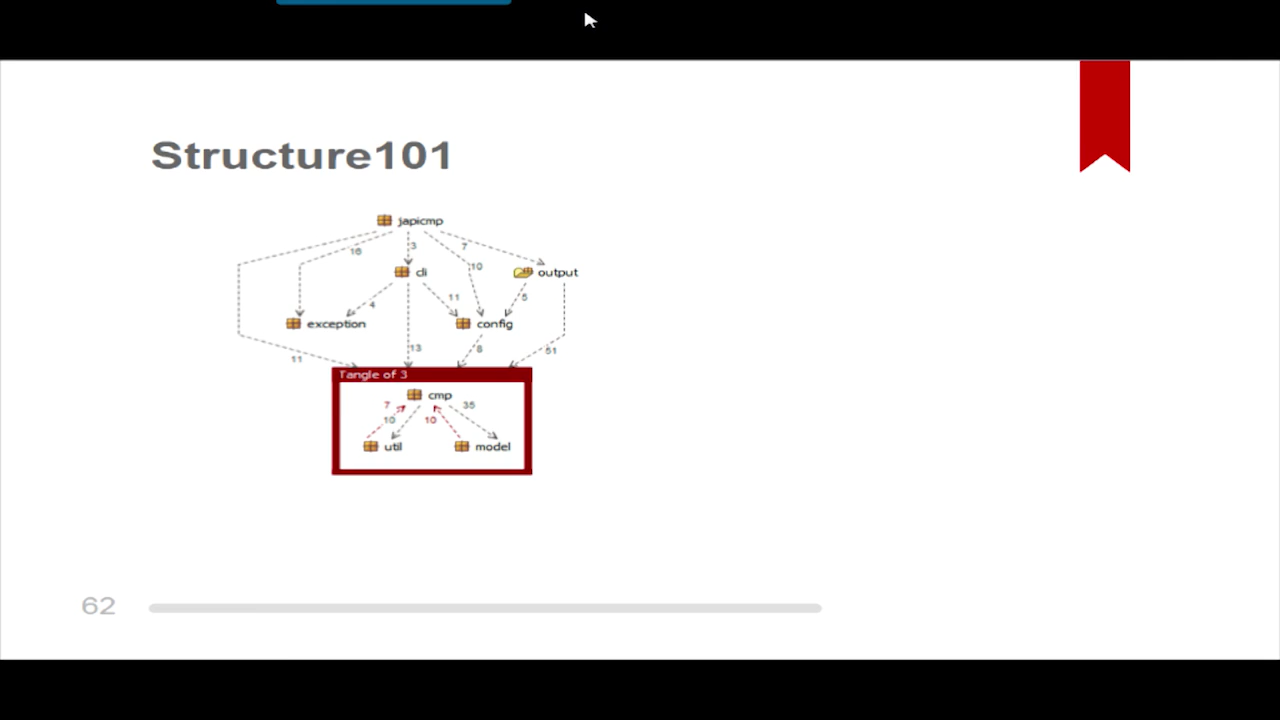 Structure101
japicmp
16 3 7
10
cli output
4 11 5
exception config
11 13 8 51
Tangle of 3
cmp
7 35
10 10
util model
62